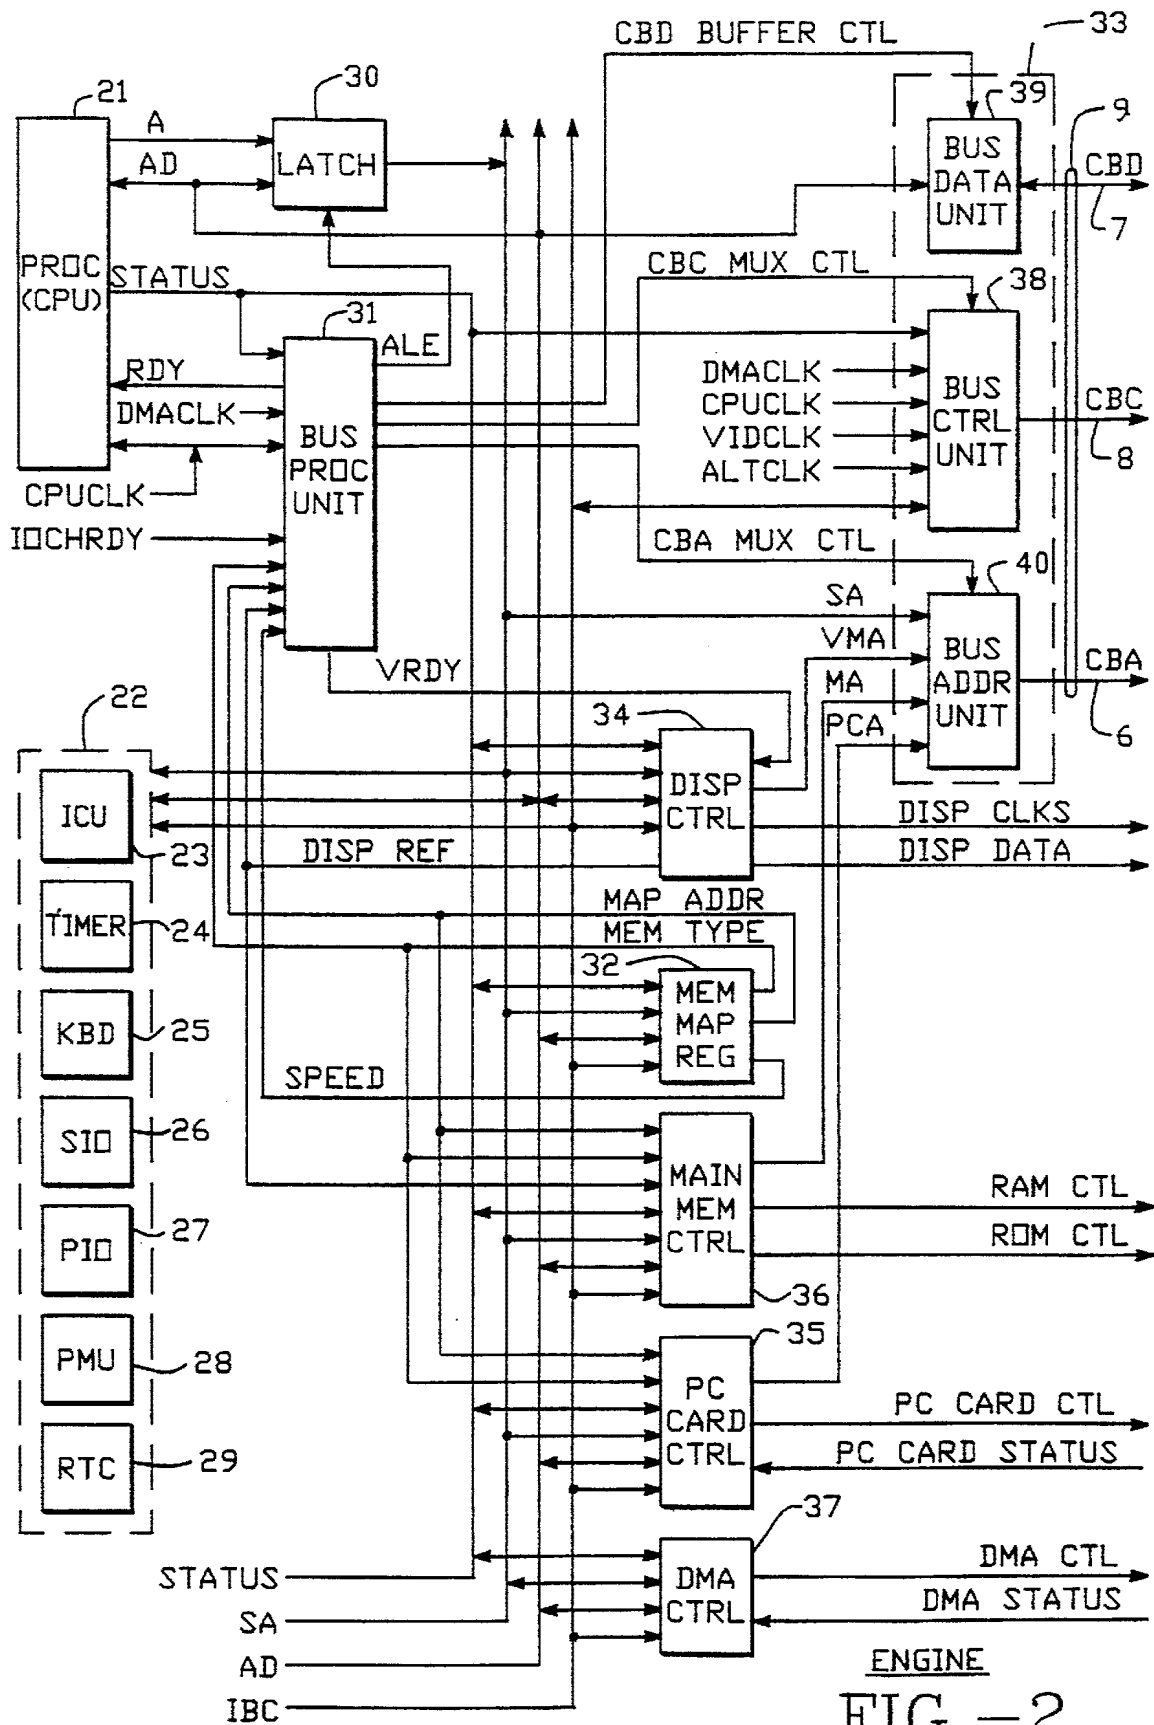 CBD BUFFER CTL
33
21
30
39
9
A
AD
LATCH
BUS
DATA
UNIT
CBD
7
PROC
(CPU)
STATUS
CBC MUX CTL
38
31
ALE
RDY
DMACLK
CPUCLK
IOCHRDY
BUS
PROC
UNIT
DMACLK
CPUCLK
VIDCLK
ALTCLK
BUS
CTRL
UNIT
CBC
8
CBA MUX CTL
40
SA
VMA
MA
PCA
BUS
ADDR
UNIT
CBA
6
VRDY
22
34
ICU
23
DISP
CTRL
DISP CLKS
DISP REF
DISP DATA
TIMER
24
MAP ADDR
MEM TYPE
32
MEM
MAP
REG
KBD
25
SPEED
SIO
26
MAIN
MEM
CTRL
RAM CTL
ROM CTL
36
PIO
27
35
PMU
28
PC
CARD
CTRL
PC CARD CTL
PC CARD STATUS
RTC
29
37
DMA
CTRL
DMA CTL
DMA STATUS
STATUS
SA
AD
IBC
ENGINE
FIG.-2